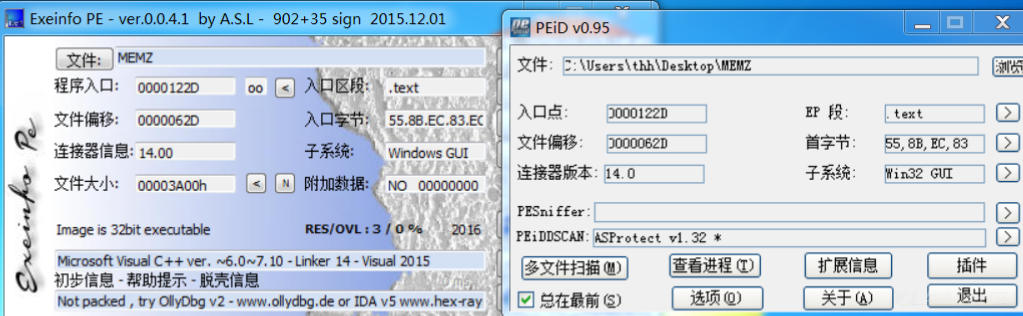 Exeinfo PE - ver.0.0.4.1 by A.S.L - 902+35 sign 2015.12.01
文件: MEMZ
程序入口: 0000122D oo < 入口区段: .text
文件偏移: 0000062D 入口字节: 55.8B.EC.83.EC
连接器信息: 14.00 子系统: Windows GUI
文件大小: 00003A00h < N 附加数据: NO 00000000
Image is 32bit executable RES/OVL : 3 / 0 % 2016
Microsoft Visual C++ ver. ~6.0~7.10 - Linker 14 - Visual 2015
初步信息 - 帮助提示 - 脱壳信息
Not packed , try OllyDbg v2 - www.ollydbg.de or IDA v5 www.hex-ray
Exeinfo Pe
PEiD v0.95
文件: C:\Users\thh\Desktop\MEMZ 浏览
入口点: 0000122D EP 段: .text >
文件偏移: 0000062D 首字节: 55,8B,EC,83 >
连接器版本: 14.0 子系统: Win32 GUI >
PESniffer: >
PEiDDSCAN: ASProtect v1.32 * >
多文件扫描(M) 查看进程(T) 扩展信息 插件
总在最前(S) 选项(O) 关于(A) 退出